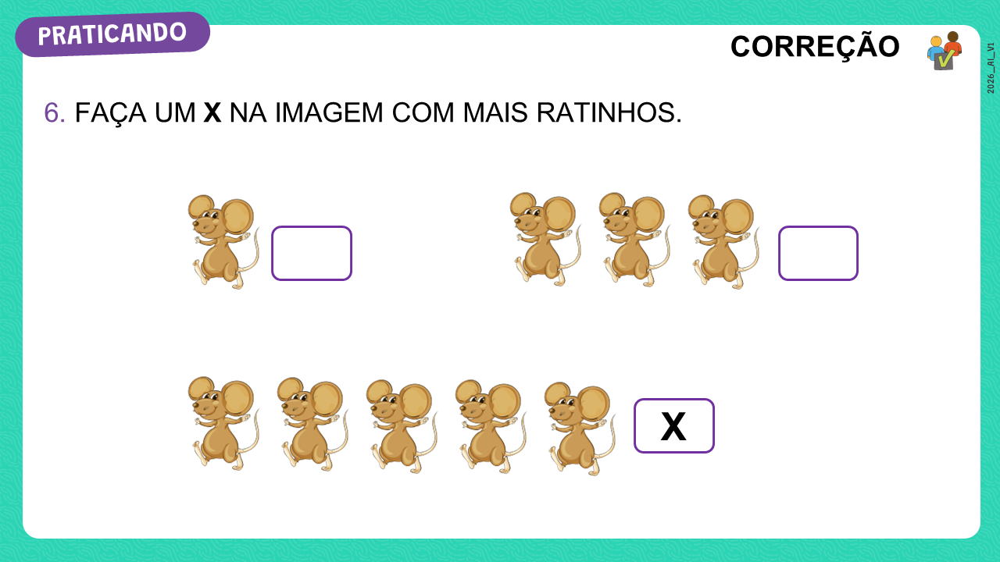 PRATICANDO
CORREÇÃO
2026_AI_V1
6. FAÇA UM X NA IMAGEM COM MAIS RATINHOS.
X